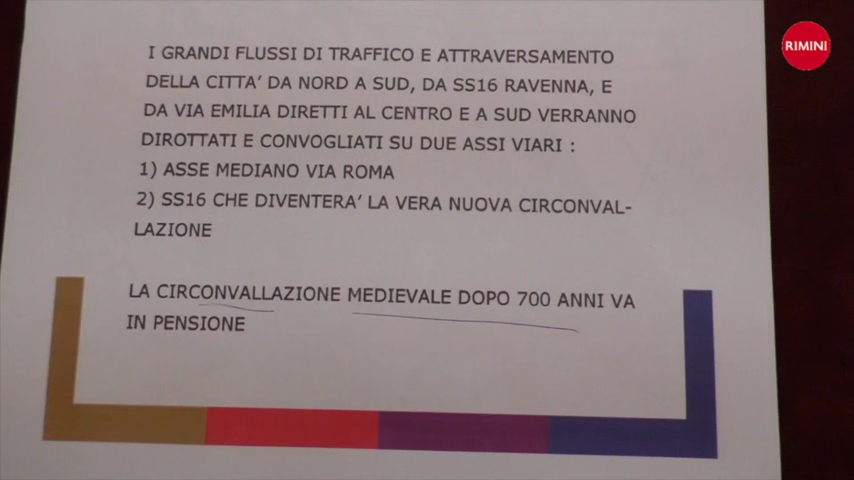 I GRANDI FLUSSI DI TRAFFICO E ATTRAVERSAMENTO
DELLA CITTA' DA NORD A SUD, DA SS16 RAVENNA, E
DA VIA EMILIA DIRETTI AL CENTRO E A SUD VERRANNO
DIROTTATI E CONVOGLIATI SU DUE ASSI VIARI :
1) ASSE MEDIANO VIA ROMA
2) SS16 CHE DIVENTERA' LA VERA NUOVA CIRCONVAL-
LAZIONE
LA CIRCONVALLAZIONE MEDIEVALE DOPO 700 ANNI VA
IN PENSIONE
RIMINI